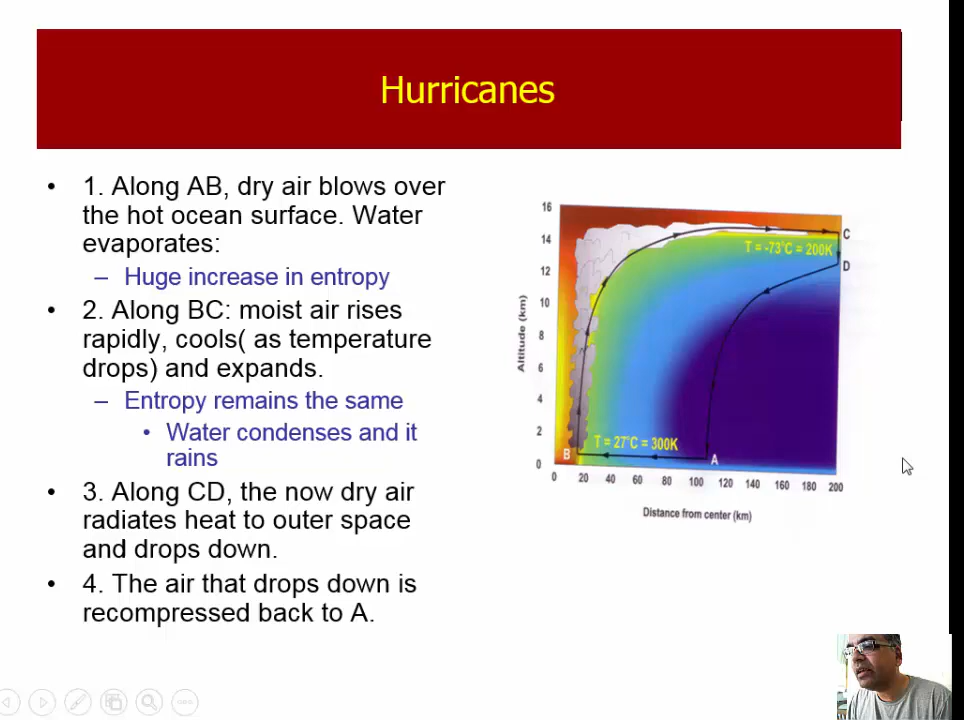 Hurricanes
• 1. Along AB, dry air blows over
the hot ocean surface. Water
evaporates:
– Huge increase in entropy
• 2. Along BC: moist air rises
rapidly, cools( as temperature
drops) and expands.
– Entropy remains the same
• Water condenses and it
rains
• 3. Along CD, the now dry air
radiates heat to outer space
and drops down.
• 4. The air that drops down is
recompressed back to A.
Altitude (km)
16
14
12
10
8
6
4
2
0
T = -73°C = 200K
C
D
T = 27°C = 300K
B
A
0 20 40 60 80 100 120 140 160 180 200
Distance from center (km)